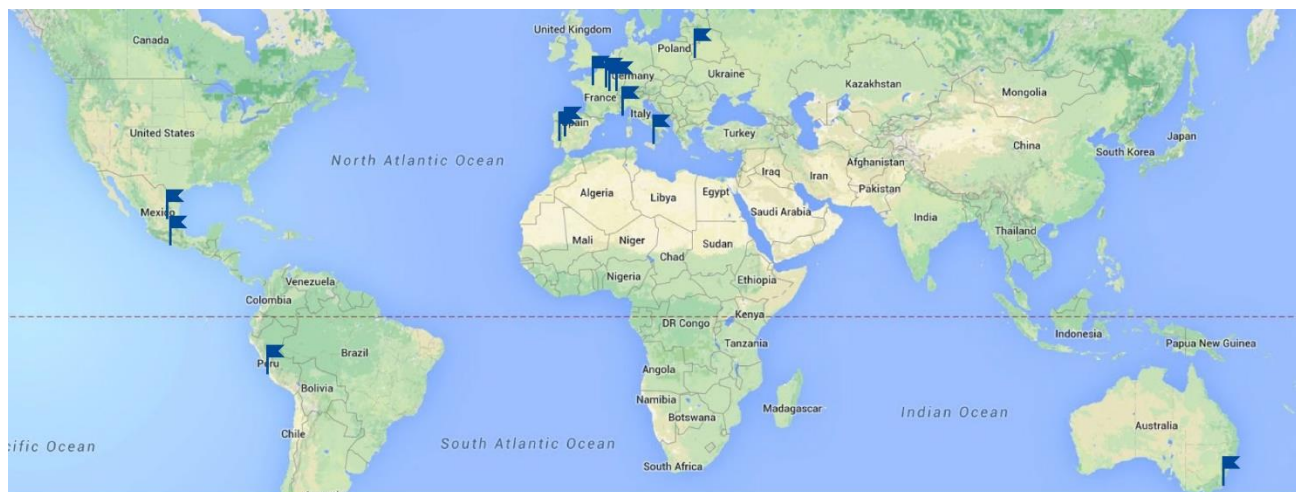 United Kingdom
Canada
Poland
Germany
Ukraine
Kazakhstan
Mongolia
France
Italy
Spain
United States
Turkey
Japan
China
South Korea
North Atlantic Ocean
Afghanistan
Iraq
Iran
Pakistan
Algeria
Libya
Egypt
Saudi Arabia
Mexico
India
Thailand
Mali
Niger
Sudan
Chad
Nigeria
Ethiopia
Venezuela
Colombia
Kenya
DR Congo
Indonesia
Tanzania
Papua New Guinea
Brazil
Peru
Angola
Bolivia
Namibia
Madagascar
Botswana
Indian Ocean
Australia
Chile
cific Ocean
South Atlantic Ocean
South Africa